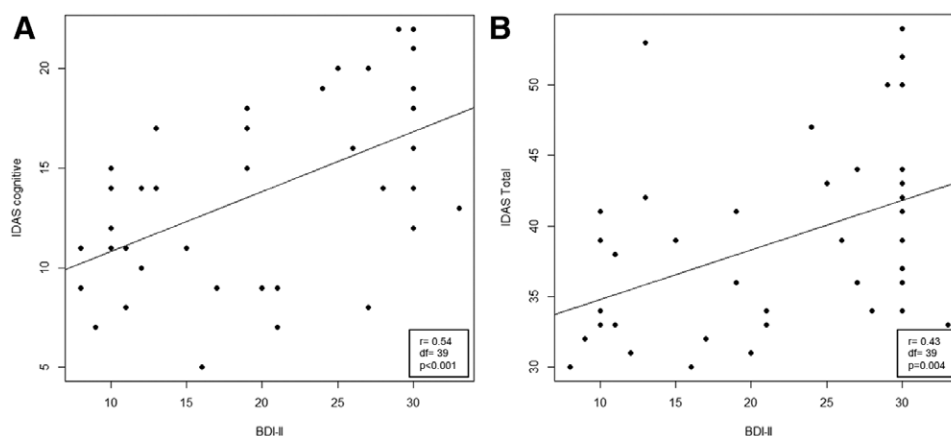 A
IDAS cognitive
20
15
10
5
10
15
20
25
30
BDI-II
r= 0.54
df= 39
p<0.001
B
IDAS Total
50
45
40
35
30
10
15
20
25
30
BDI-II
r= 0.43
df= 39
p=0.004